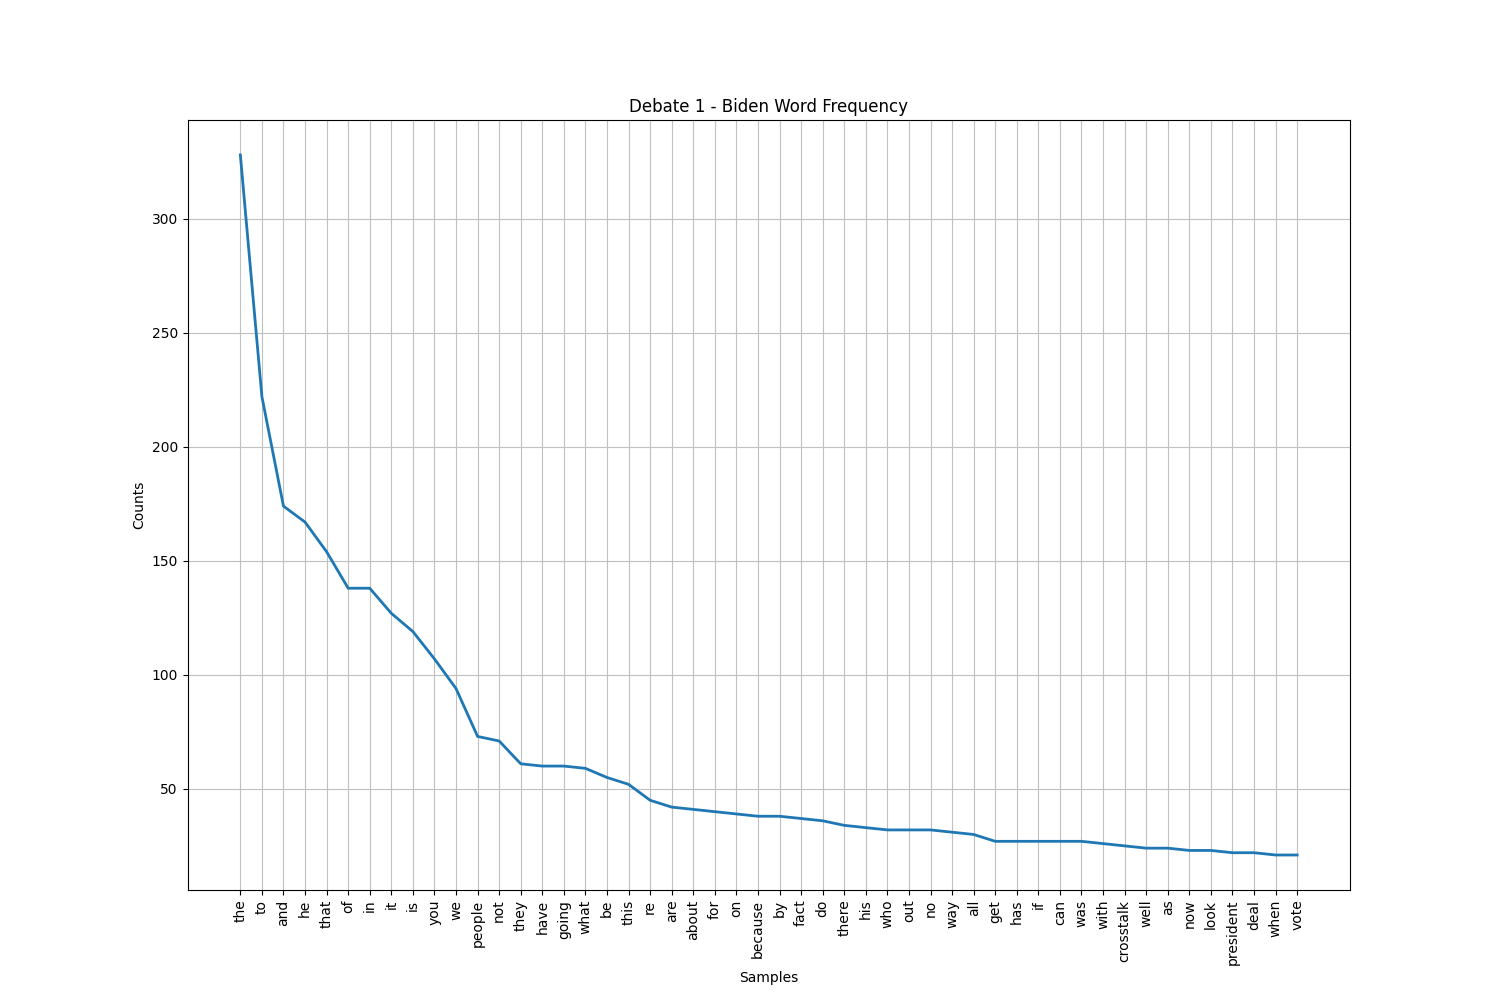 Debate 1 - Biden Word Frequency
300
250
200
150
100
50
Counts
the
to
and
he
that
of
in
it
is
you
we
people
not
they
have
going
what
be
this
re
are
about
for
on
because
by
fact
do
there
his
who
out
no
way
all
get
has
if
can
was
with
crosstalk
well
as
now
look
president
deal
when
vote
Samples